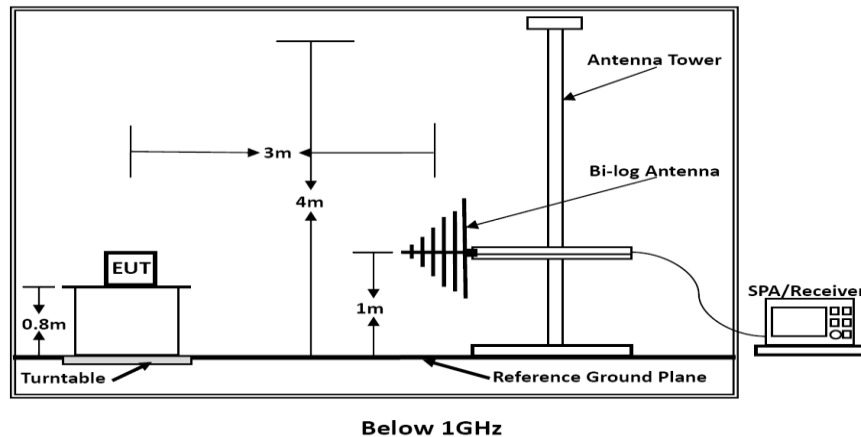 Antenna Tower
3m
Bi-log Antenna
4m
EUT
0.8m
1m
SPA/Receiver
Turntable
Reference Ground Plane
Below 1GHz